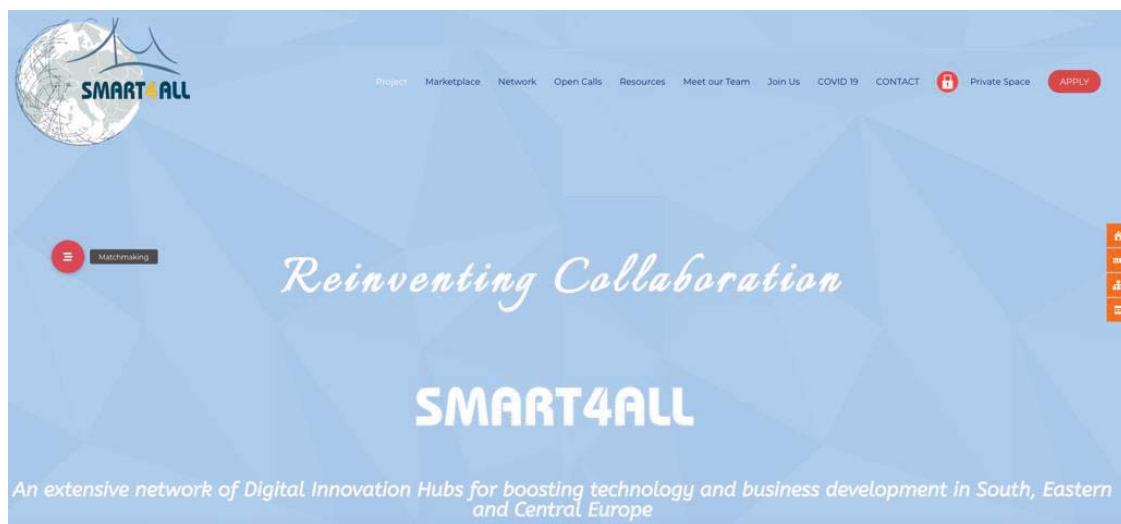 SMART4ALL
Project Marketplace Network Open Calls Resources Meet our Team Join Us COVID 19 CONTACT Private Space APPLY
Matchmaking
Reinventing Collaboration
SMART4ALL
An extensive network of Digital Innovation Hubs for boosting technology and business development in South, Eastern
and Central Europe